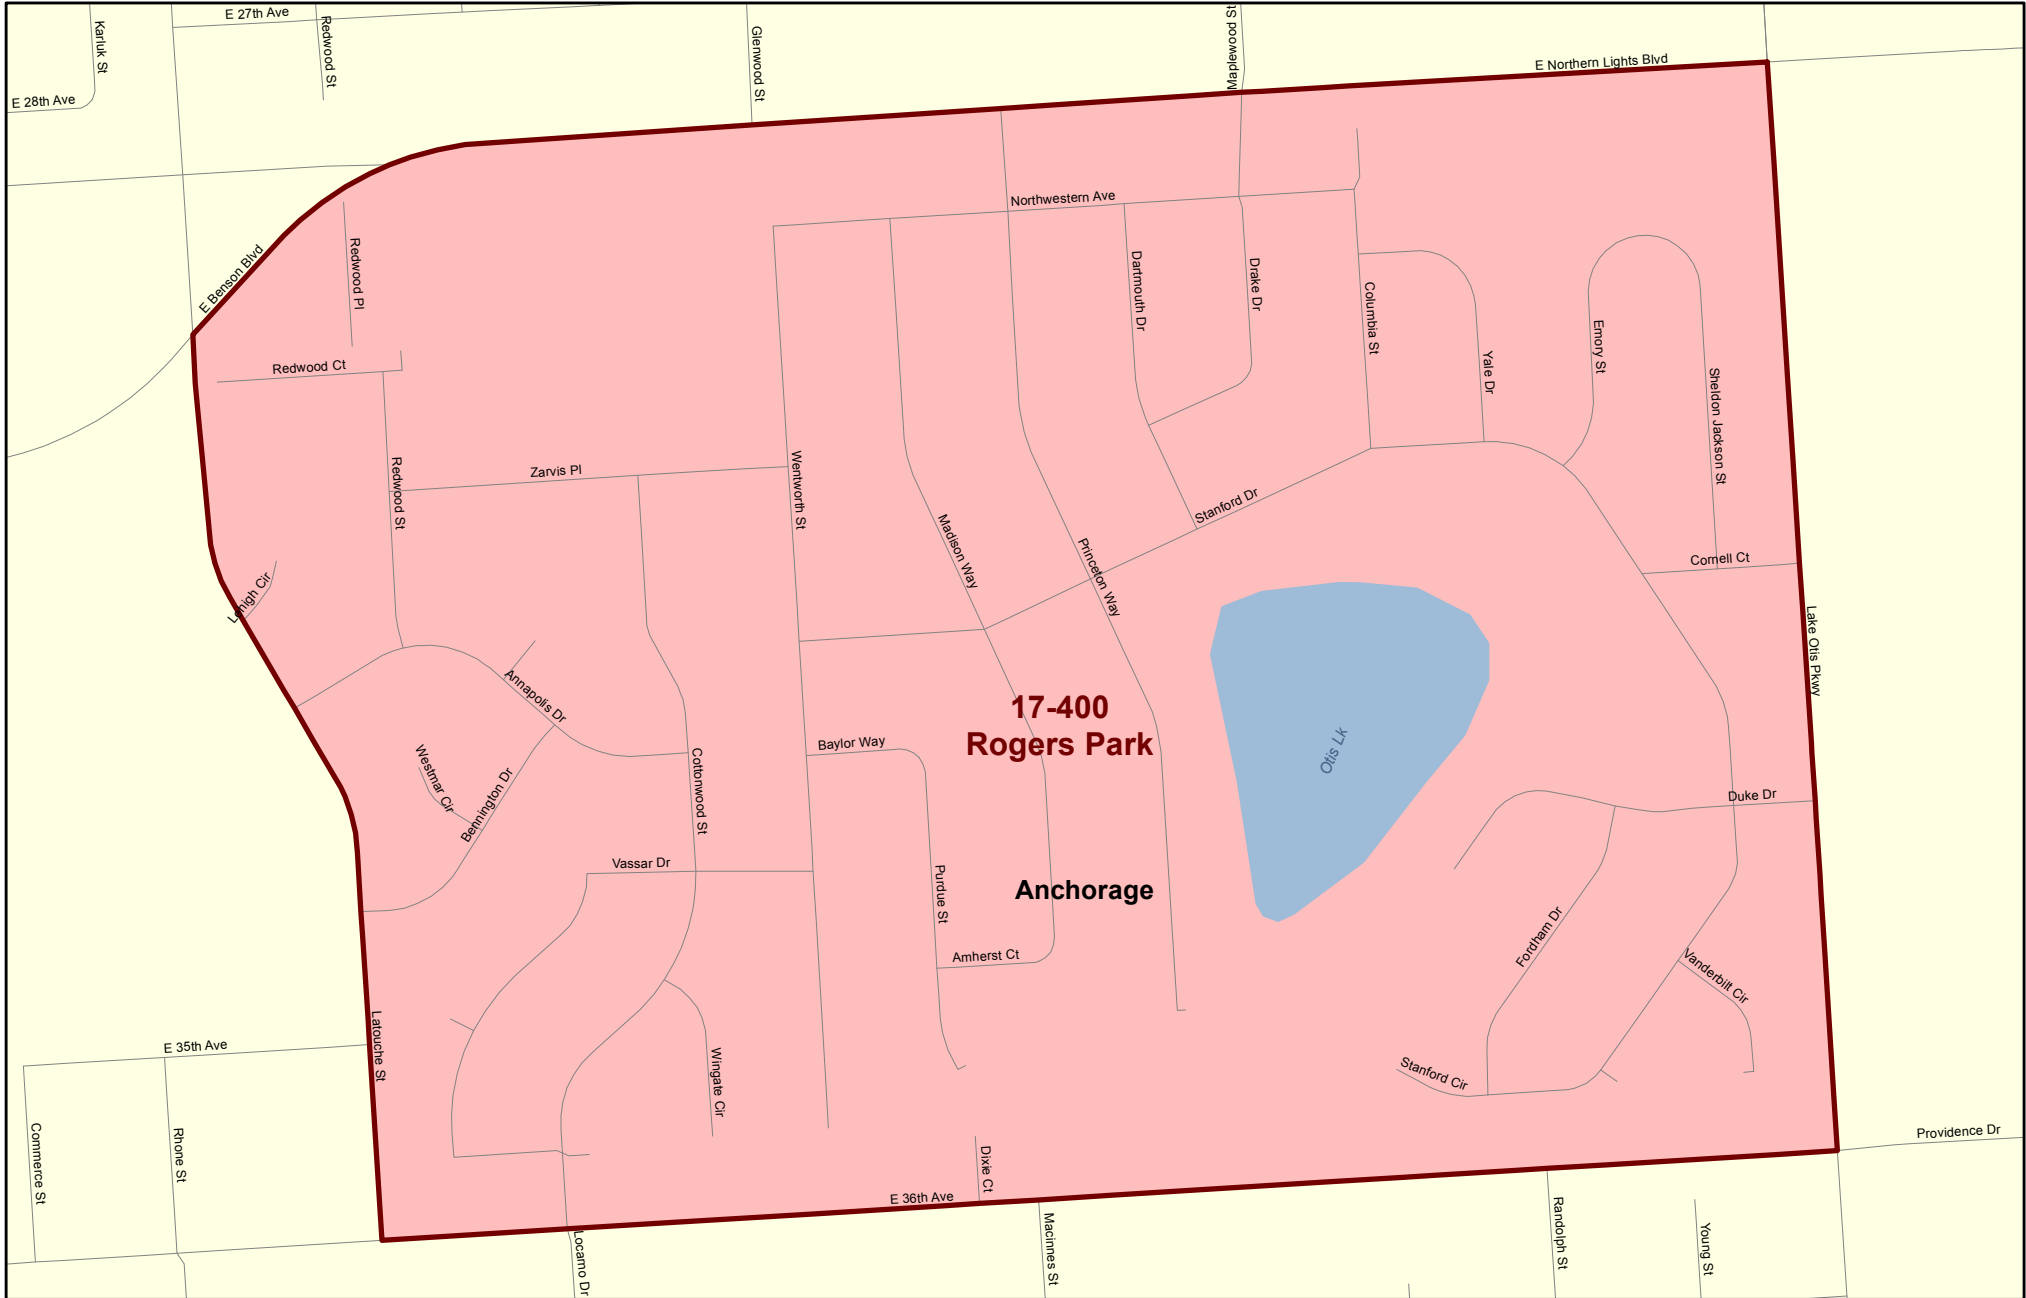 E 27th Ave
Karluk St
Redwood St
Glenwood St
Maplewood St
E Northern Lights Blvd
E 28th Ave
Northwestern Ave
E Benson Blvd
Redwood Pl
Dartmouth Dr
Drake Dr
Columbia St
Yale Dr
Emory St
Sheldon Jackson St
Redwood Ct
Redwood St
Zarvis Pl
Wentworth St
Madison Way
Princeton Way
Stanford Dr
Cornell Ct
Lehigh Cir
Lake Otis Pkwy
Annapolis Dr
17-400
Rogers Park
Otis Lk
Westmar Cir
Bennington Dr
Cottonwood St
Baylor Way
Duke Dr
Vassar Dr
Purdue St
Anchorage
Fordham Dr
Amherst Ct
Vanderbilt Cir
Latouche St
E 35th Ave
Wingate Cir
Stanford Cir
Commerce St
Rhone St
Dixie Ct
Providence Dr
E 36th Ave
Locarno Dr
Macinnes St
Randolph St
Young St